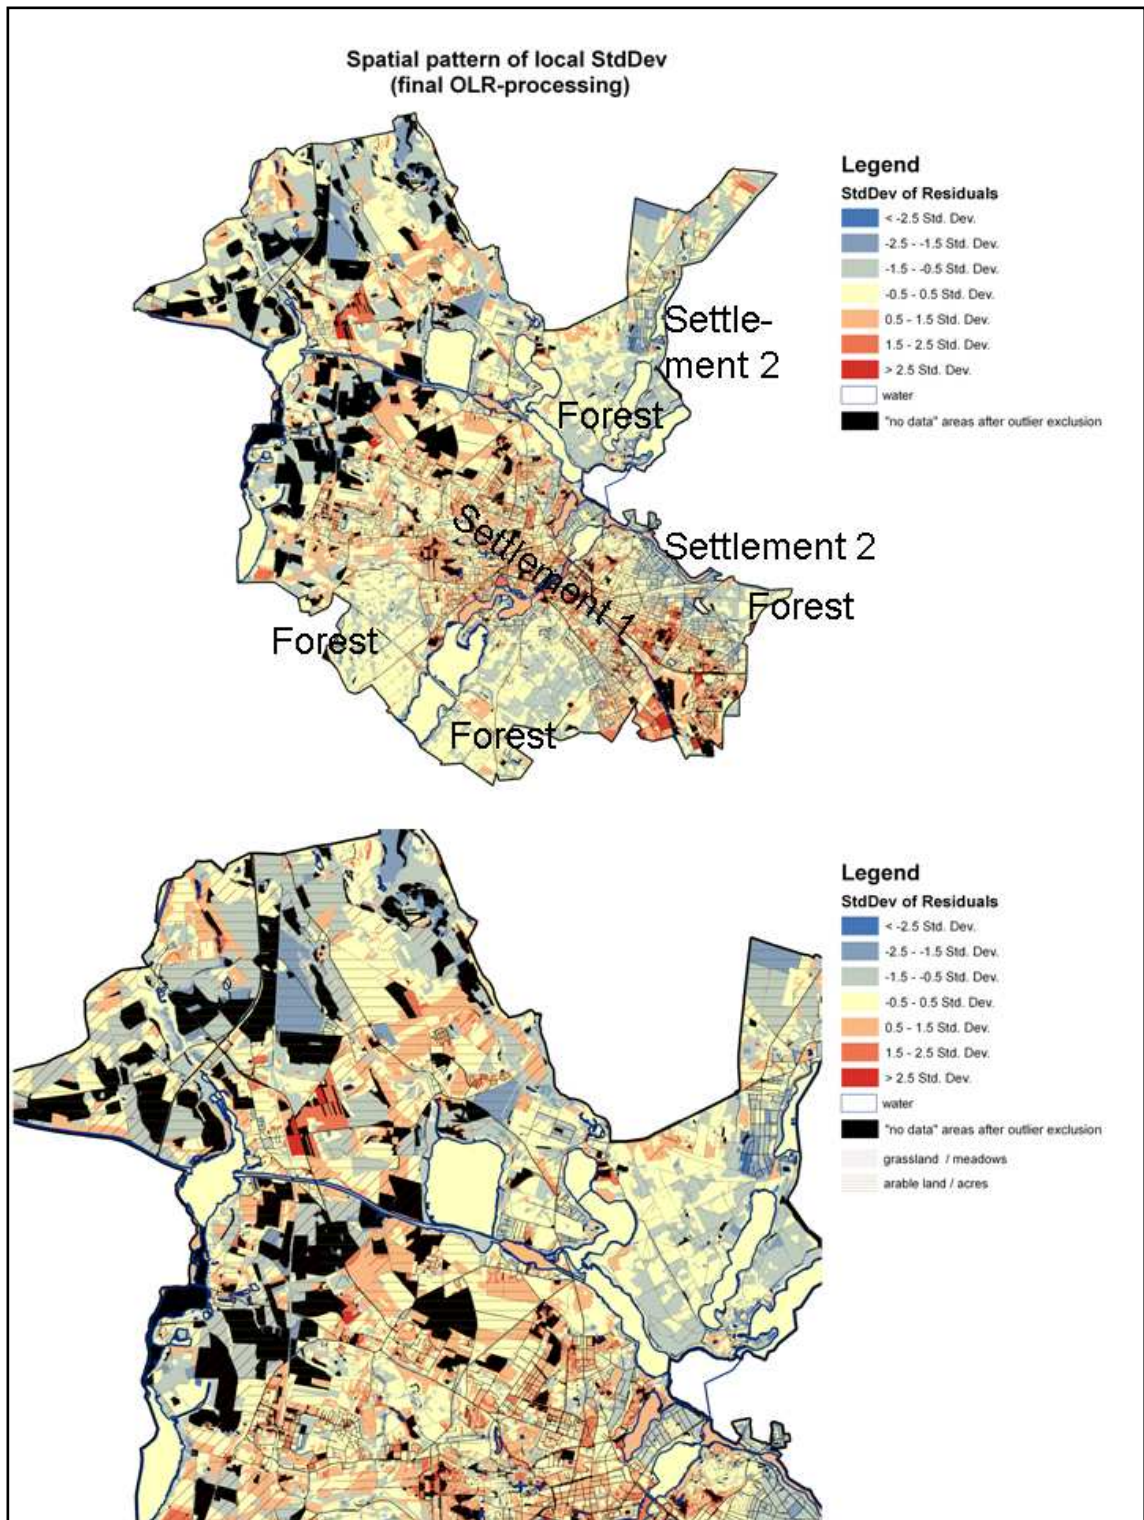 Spatial pattern of local StdDev
(final OLR-processing)
Legend
StdDev of Residuals
< -2.5 Std. Dev.
-2.5 - -1.5 Std. Dev.
-1.5 - -0.5 Std. Dev.
-0.5 - 0.5 Std. Dev.
0.5 - 1.5 Std. Dev.
1.5 - 2.5 Std. Dev.
> 2.5 Std. Dev.
water
"no data" areas after outlier exclusion
Settle-
ment 2
Forest
Settlement 1
Settlement 2
Forest
Forest
Forest
Legend
StdDev of Residuals
< -2.5 Std. Dev.
-2.5 - -1.5 Std. Dev.
-1.5 - -0.5 Std. Dev.
-0.5 - 0.5 Std. Dev.
0.5 - 1.5 Std. Dev.
1.5 - 2.5 Std. Dev.
> 2.5 Std. Dev.
water
"no data" areas after outlier exclusion
grassland / meadows
arable land / acres